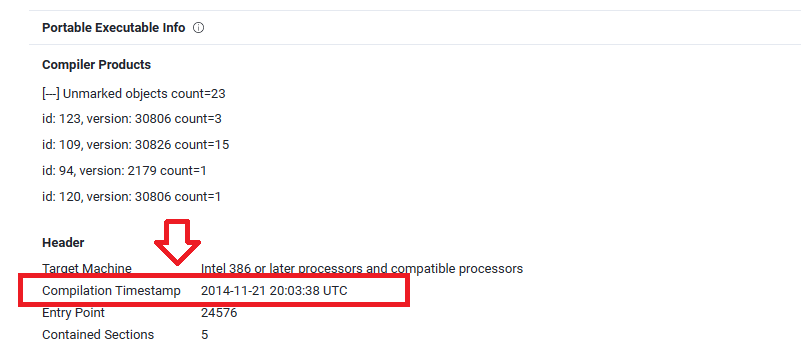 Portable Executable Info
Compiler Products
[---] Unmarked objects count=23
id: 123, version: 30806 count=3
id: 109, version: 30826 count=15
id: 94, version: 2179 count=1
id: 120, version: 30806 count=1
Header
Target Machine Intel 386 or later processors and compatible processors
Compilation Timestamp 2014-11-21 20:03:38 UTC
Entry Point 24576
Contained Sections 5